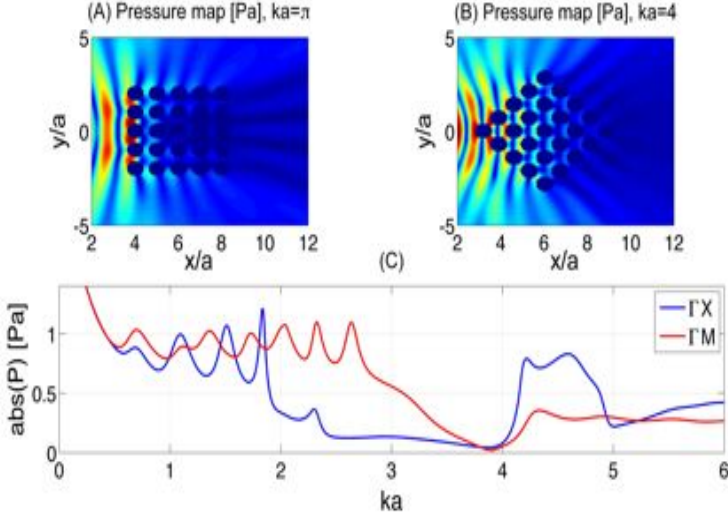 (A) Pressure map [Pa], ka=π
(B) Pressure map [Pa], ka=4
5
0
-5
y/a
2 4 6 8 10 12
x/a
5
0
-5
y/a
2 4 6 8 10 12
x/a
(C)
abs(P) [Pa]
1
0.5
0
0 1 2 3 4 5 6
ka
ΓX
ΓM